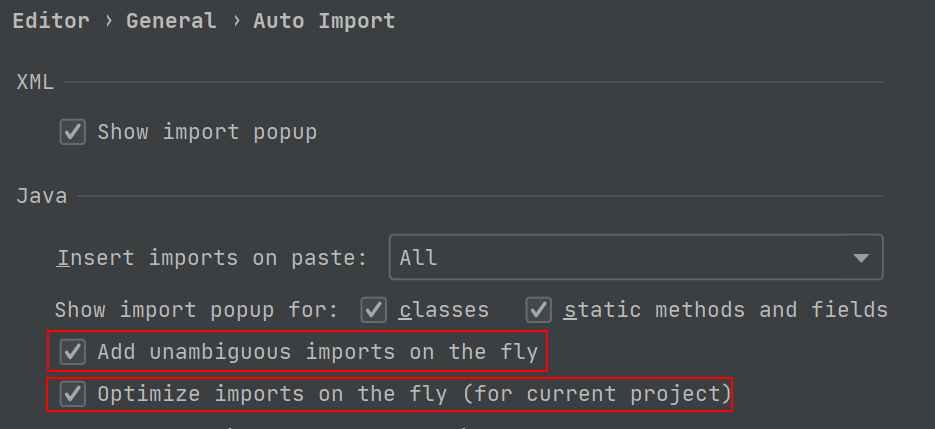 Editor › General › Auto Import
XML
Show import popup
Java
Insert imports on paste: All
Show import popup for: classes static methods and fields
Add unambiguous imports on the fly
Optimize imports on the fly (for current project)